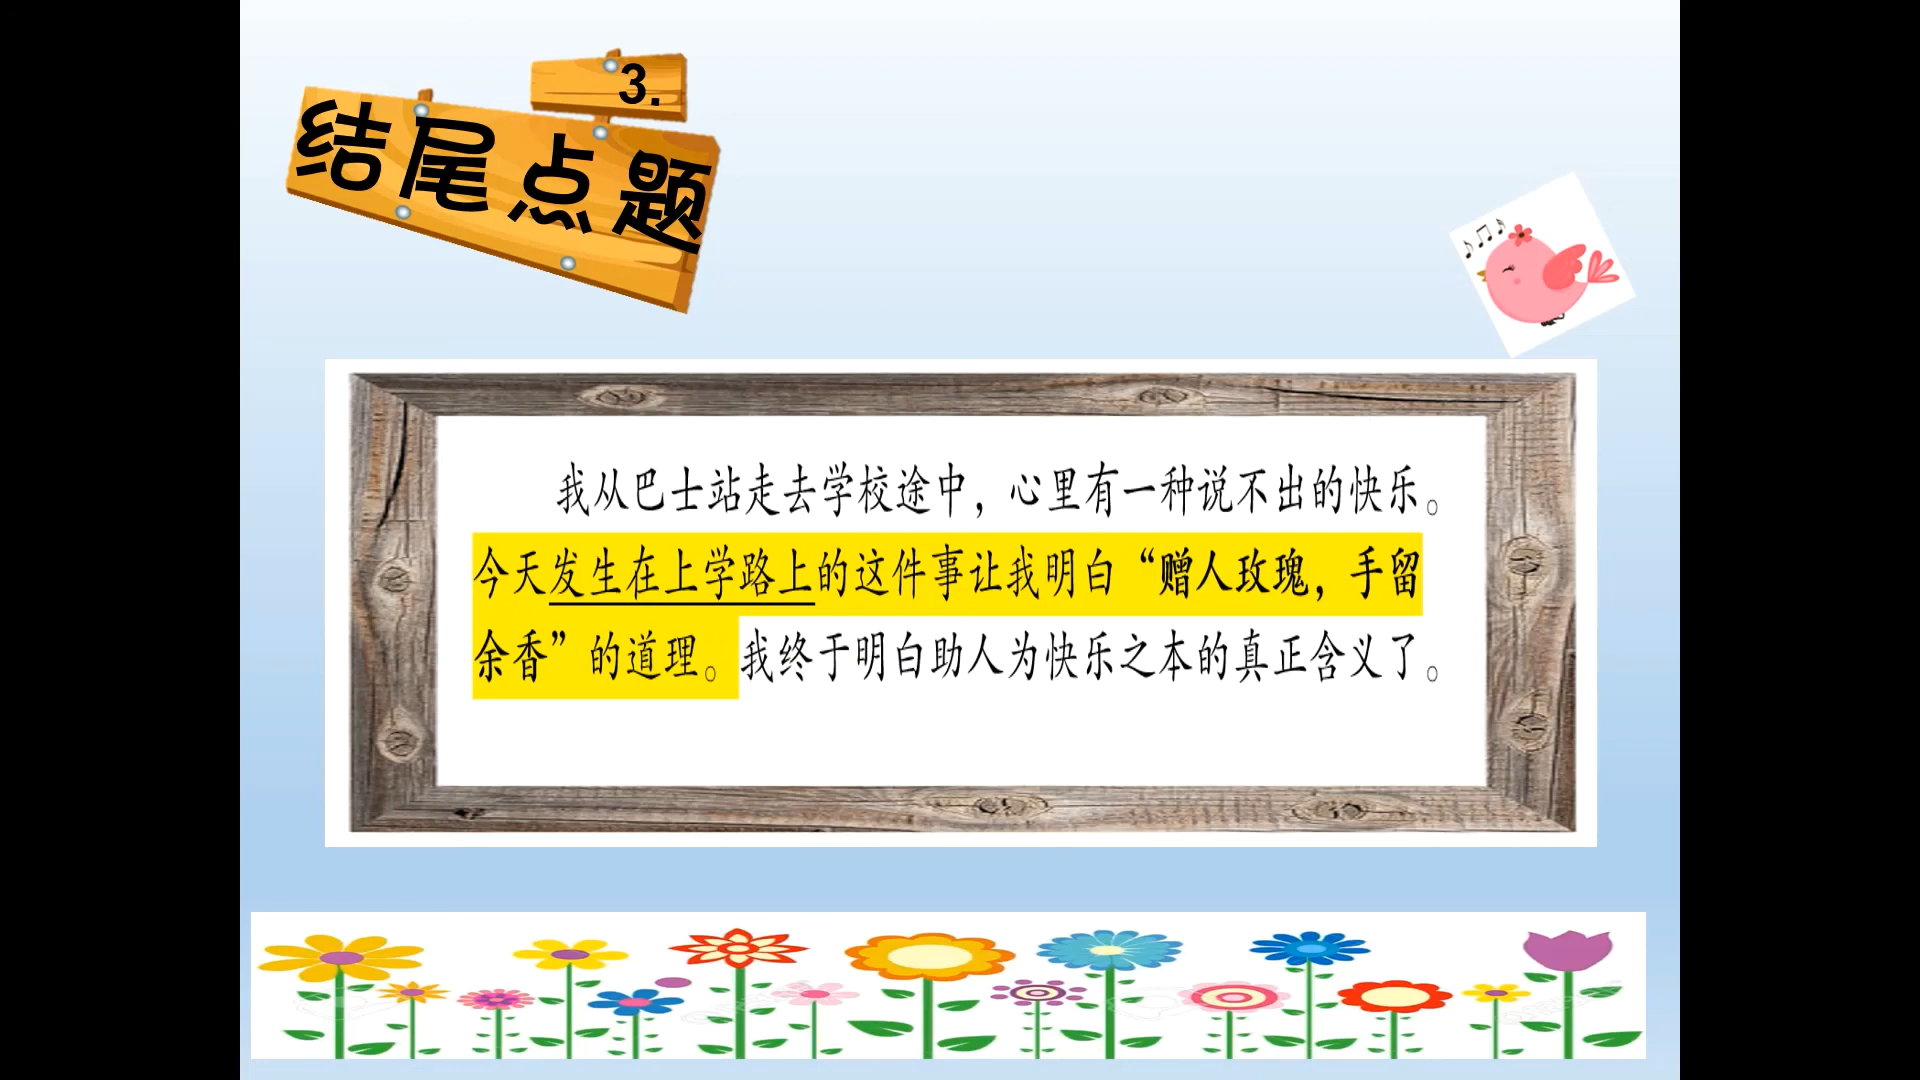 3.
结尾点题
我从巴士站走去学校途中，心里有一种说不出的快乐。
今天发生在上学路上的这件事让我明白“赠人玫瑰，手留
余香”的道理。我终于明白助人为快乐之本的真正含义了。